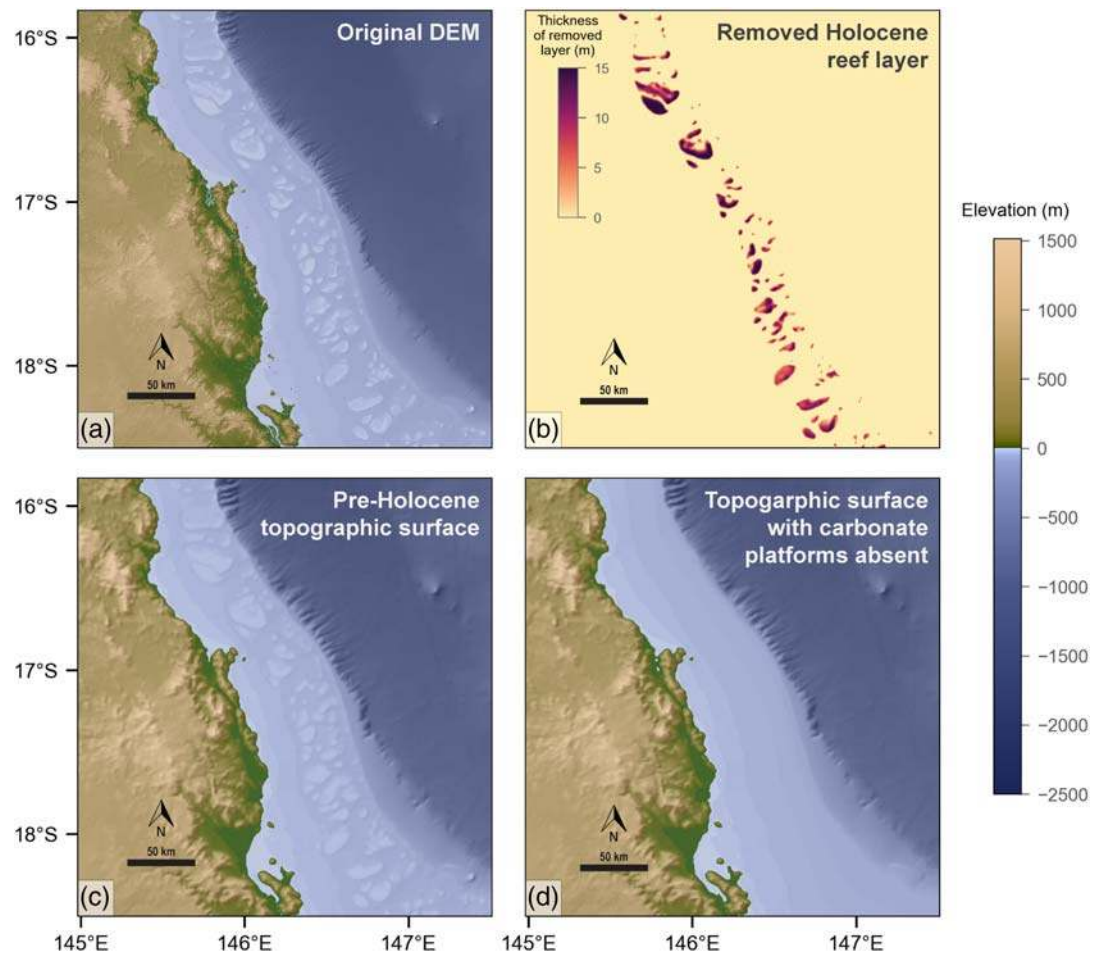 Original DEM
16°S
17°S
18°S
N
50 km
(a)
Thickness
of removed
layer (m)
15
10
5
0
Removed Holocene
reef layer
N
50 km
(b)
Elevation (m)
1500
1000
500
0
−500
−1000
−1500
−2000
−2500
Pre-Holocene
topographic surface
16°S
17°S
18°S
N
50 km
(c)
145°E
146°E
147°E
Topogarphic surface
with carbonate
platforms absent
N
50 km
(d)
145°E
146°E
147°E